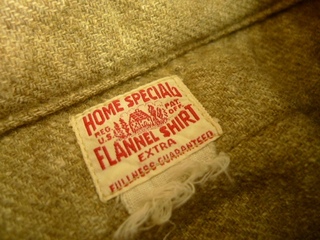 HOME SPECIAL
REG. PAT.
U.S. OFF.
FLANNEL SHIRT
EXTRA
FULLNESS GUARANTEED